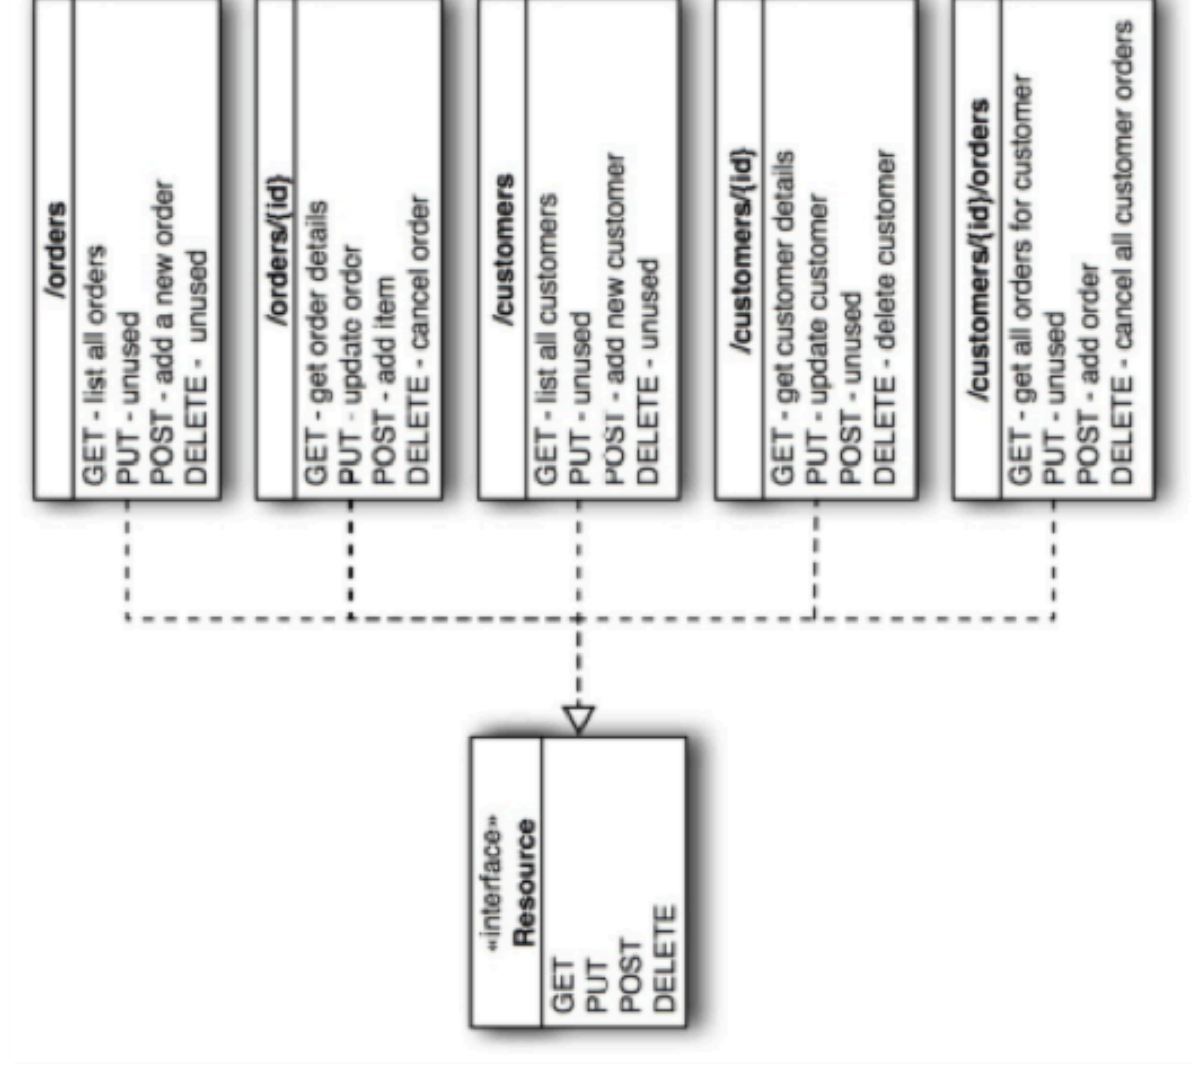 «interface»
Resource
GET
PUT
POST
DELETE
/orders
GET - list all orders
PUT - unused
POST - add a new order
DELETE - unused
/orders/{id}
GET - get order details
PUT - update order
POST - add item
DELETE - cancel order
/customers
GET - list all customers
PUT - unused
POST - add new customer
DELETE - unused
/customers/{id}
GET - get customer details
PUT - update customer
POST - unused
DELETE - delete customer
/customers/{id}/orders
GET - get all orders for customer
PUT - unused
POST - add order
DELETE - cancel all customer orders